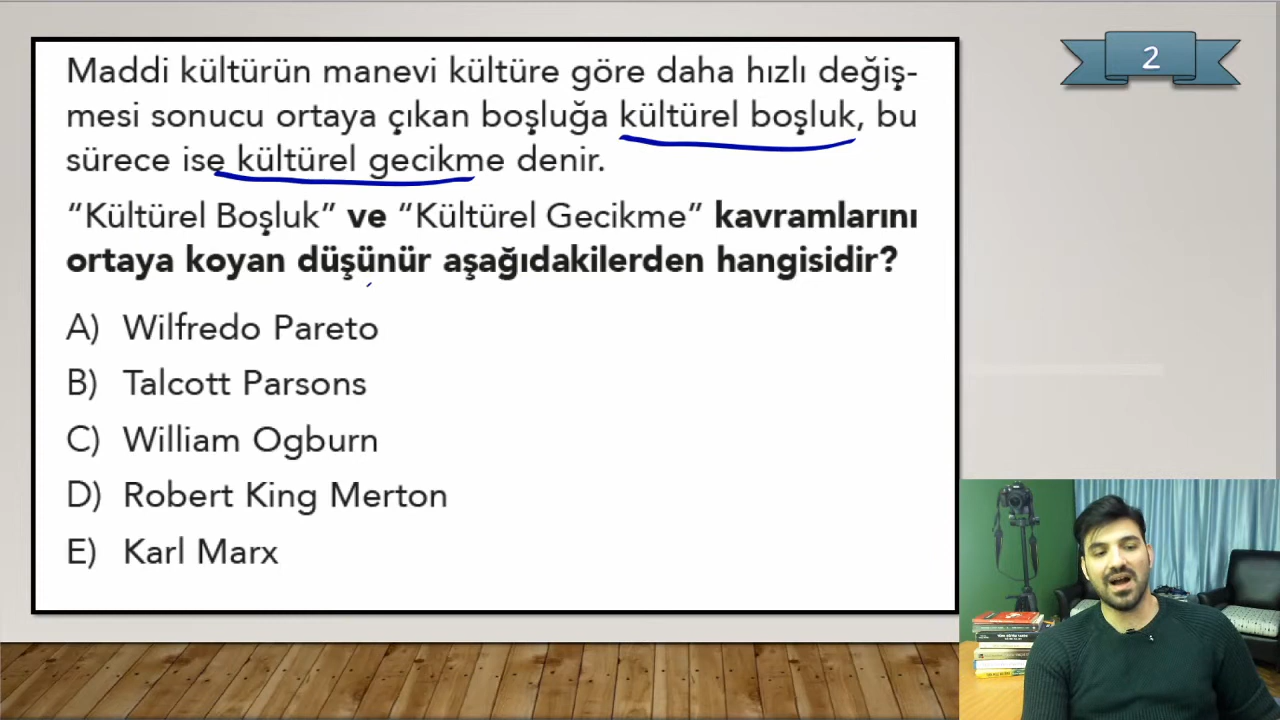 2
Maddi kültürün manevi kültüre göre daha hızlı değiş-
mesi sonucu ortaya çıkan boşluğa kültürel boşluk, bu
sürece ise kültürel gecikme denir.
“Kültürel Boşluk” ve “Kültürel Gecikme” kavramlarını
ortaya koyan düşünür aşağıdakilerden hangisidir?
A) Wilfredo Pareto
B) Talcott Parsons
C) William Ogburn
D) Robert King Merton
E) Karl Marx